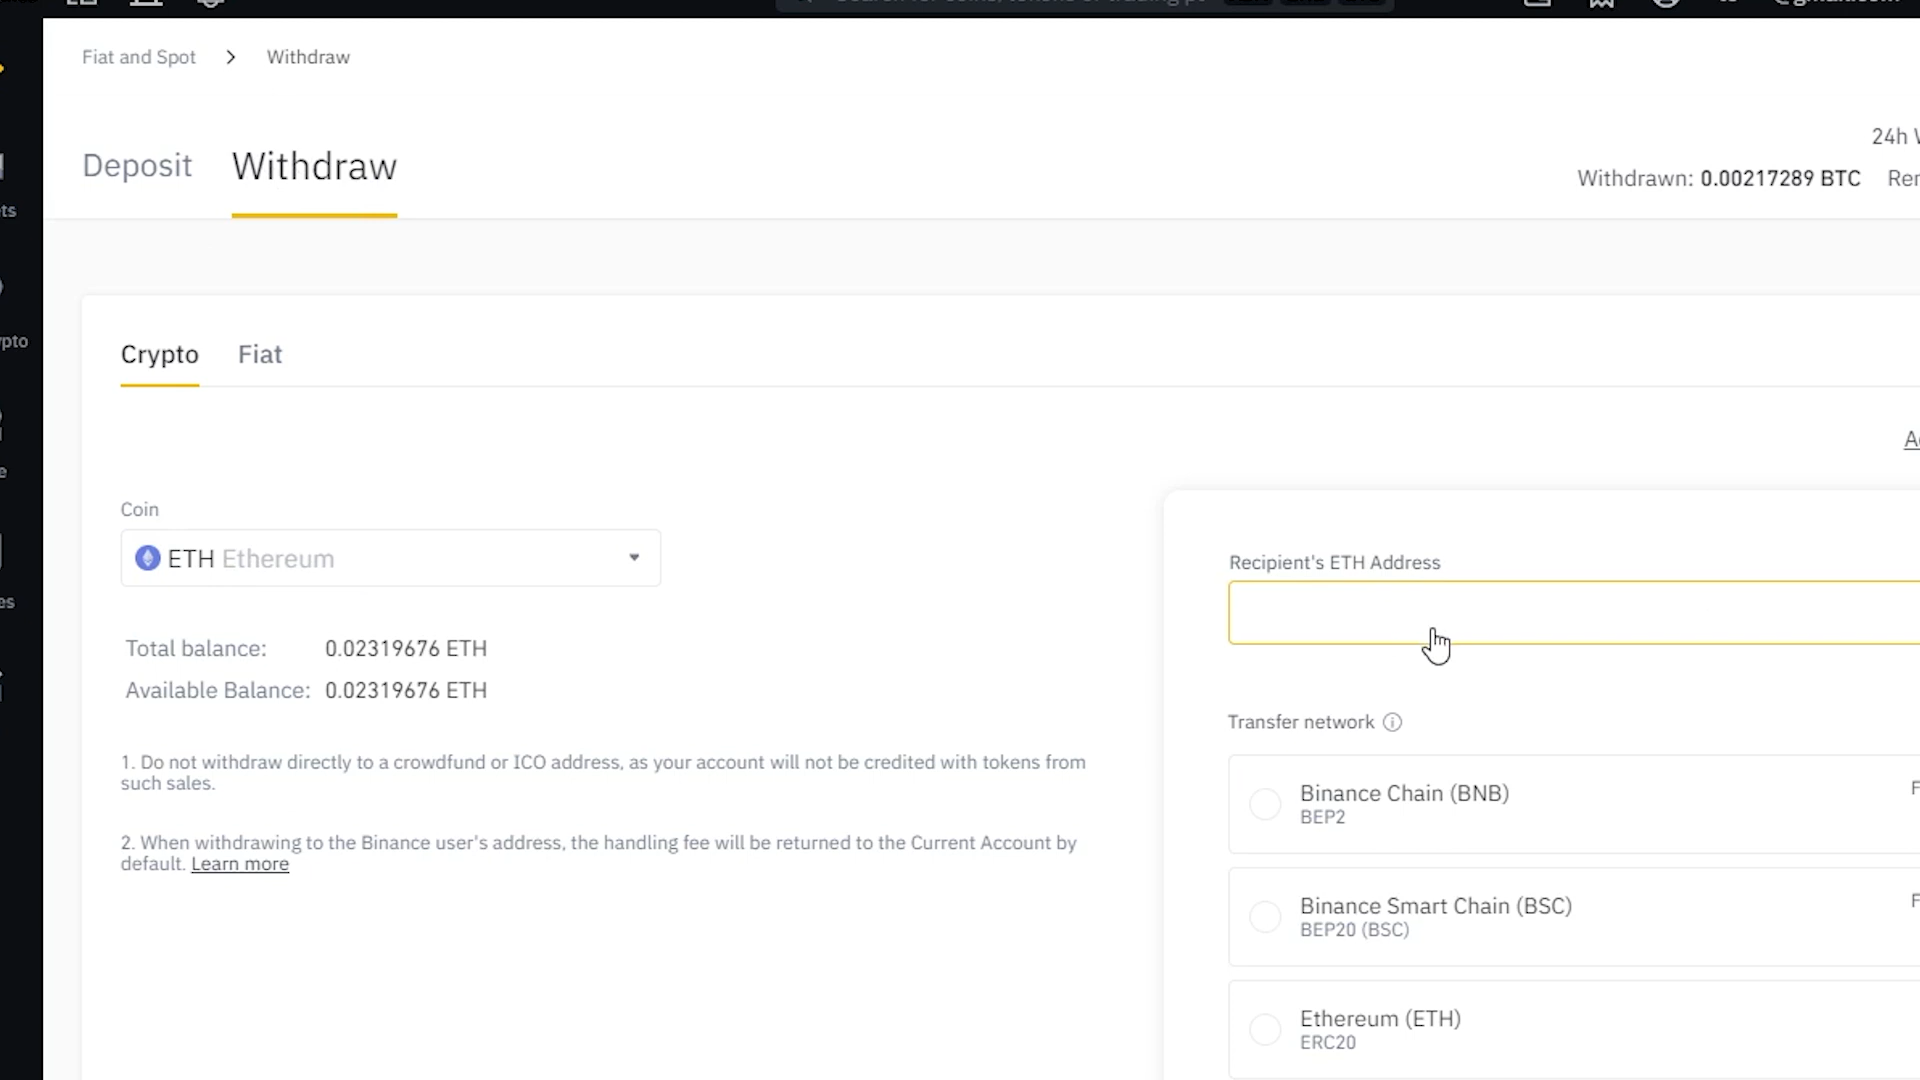 Fiat and Spot > Withdraw
Deposit Withdraw
24h
Withdrawn: 0.00217289 BTC
Crypto Fiat
Coin
ETH Ethereum
Total balance: 0.02319676 ETH
Available Balance: 0.02319676 ETH
1. Do not withdraw directly to a crowdfund or ICO address, as your account will not be credited with tokens from
such sales.
2. When withdrawing to the Binance user's address, the handling fee will be returned to the Current Account by
default. Learn more
Recipient's ETH Address
Transfer network
Binance Chain (BNB)
BEP2
Binance Smart Chain (BSC)
BEP20 (BSC)
Ethereum (ETH)
ERC20